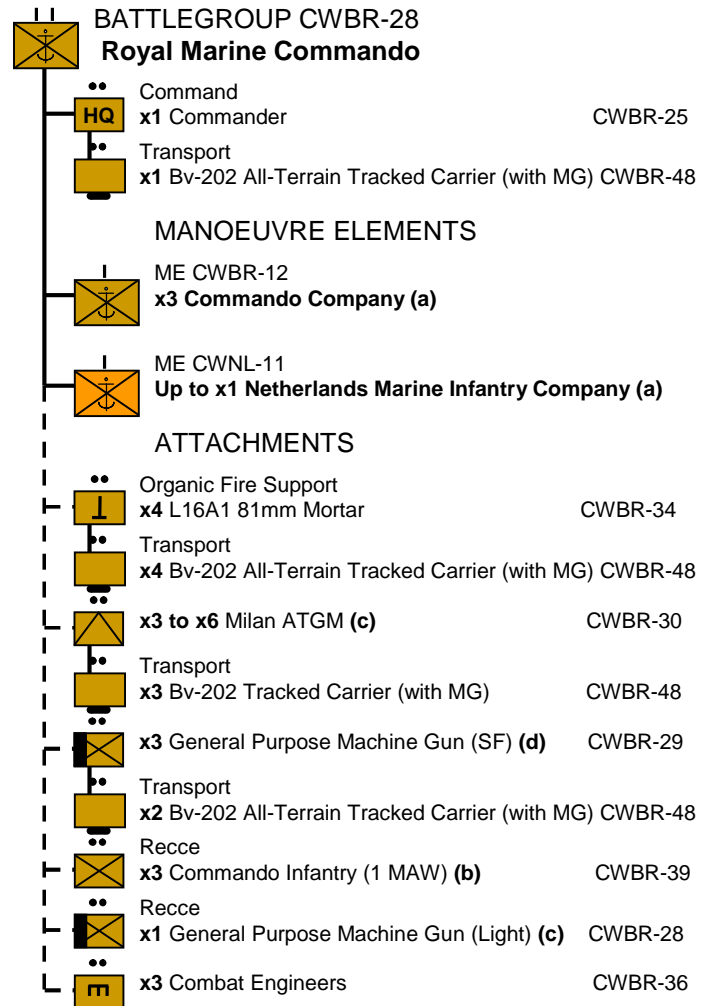 BATTLEGROUP CWBR-28
Royal Marine Commando
Command
HQ
x1 Commander CWBR-25
Transport
x1 Bv-202 All-Terrain Tracked Carrier (with MG) CWBR-48
MANOEUVRE ELEMENTS
ME CWBR-12
x3 Commando Company (a)
ME CWNL-11
Up to x1 Netherlands Marine Infantry Company (a)
ATTACHMENTS
Organic Fire Support
x4 L16A1 81mm Mortar CWBR-34
Transport
x4 Bv-202 All-Terrain Tracked Carrier (with MG) CWBR-48
x3 to x6 Milan ATGM (c) CWBR-30
Transport
x3 Bv-202 Tracked Carrier (with MG) CWBR-48
x3 General Purpose Machine Gun (SF) (d) CWBR-29
Transport
x2 Bv-202 All-Terrain Tracked Carrier (with MG) CWBR-48
Recce
x3 Commando Infantry (1 MAW) (b) CWBR-39
Recce
x1 General Purpose Machine Gun (Light) (c) CWBR-28
x3 Combat Engineers CWBR-36